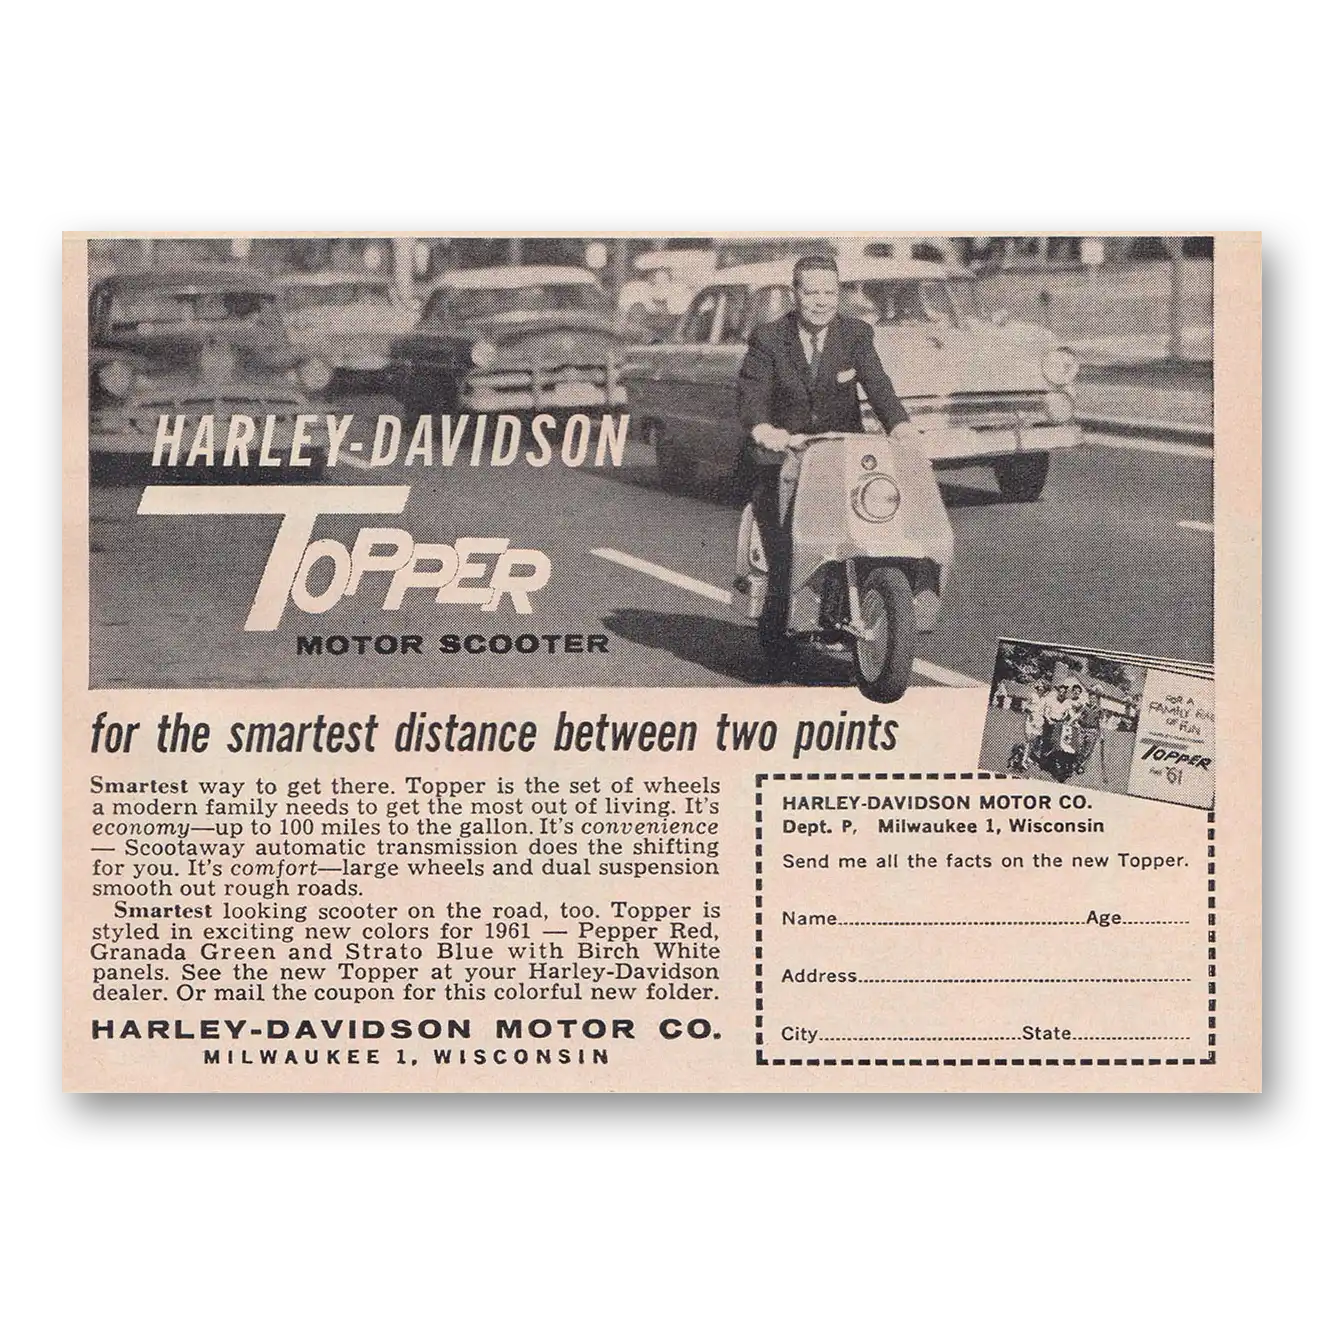 HARLEY-DAVIDSON
TOPPER
MOTOR SCOOTER
for the smartest distance between two points
Smartest way to get there. Topper is the set of wheels
a modern family needs to get the most out of living. It's
economy—up to 100 miles to the gallon. It's convenience
— Scootaway automatic transmission does the shifting
for you. It's comfort—large wheels and dual suspension
smooth out rough roads.
Smartest looking scooter on the road, too. Topper is
styled in exciting new colors for 1961 — Pepper Red,
Granada Green and Strato Blue with Birch White
panels. See the new Topper at your Harley-Davidson
dealer. Or mail the coupon for this colorful new folder.
HARLEY-DAVIDSON MOTOR CO.
MILWAUKEE 1, WISCONSIN
FOR A
FAMILY
OF FUN
TOPPER
'61
HARLEY-DAVIDSON MOTOR CO.
Dept. P, Milwaukee 1, Wisconsin
Send me all the facts on the new Topper.
Name Age
Address
City State